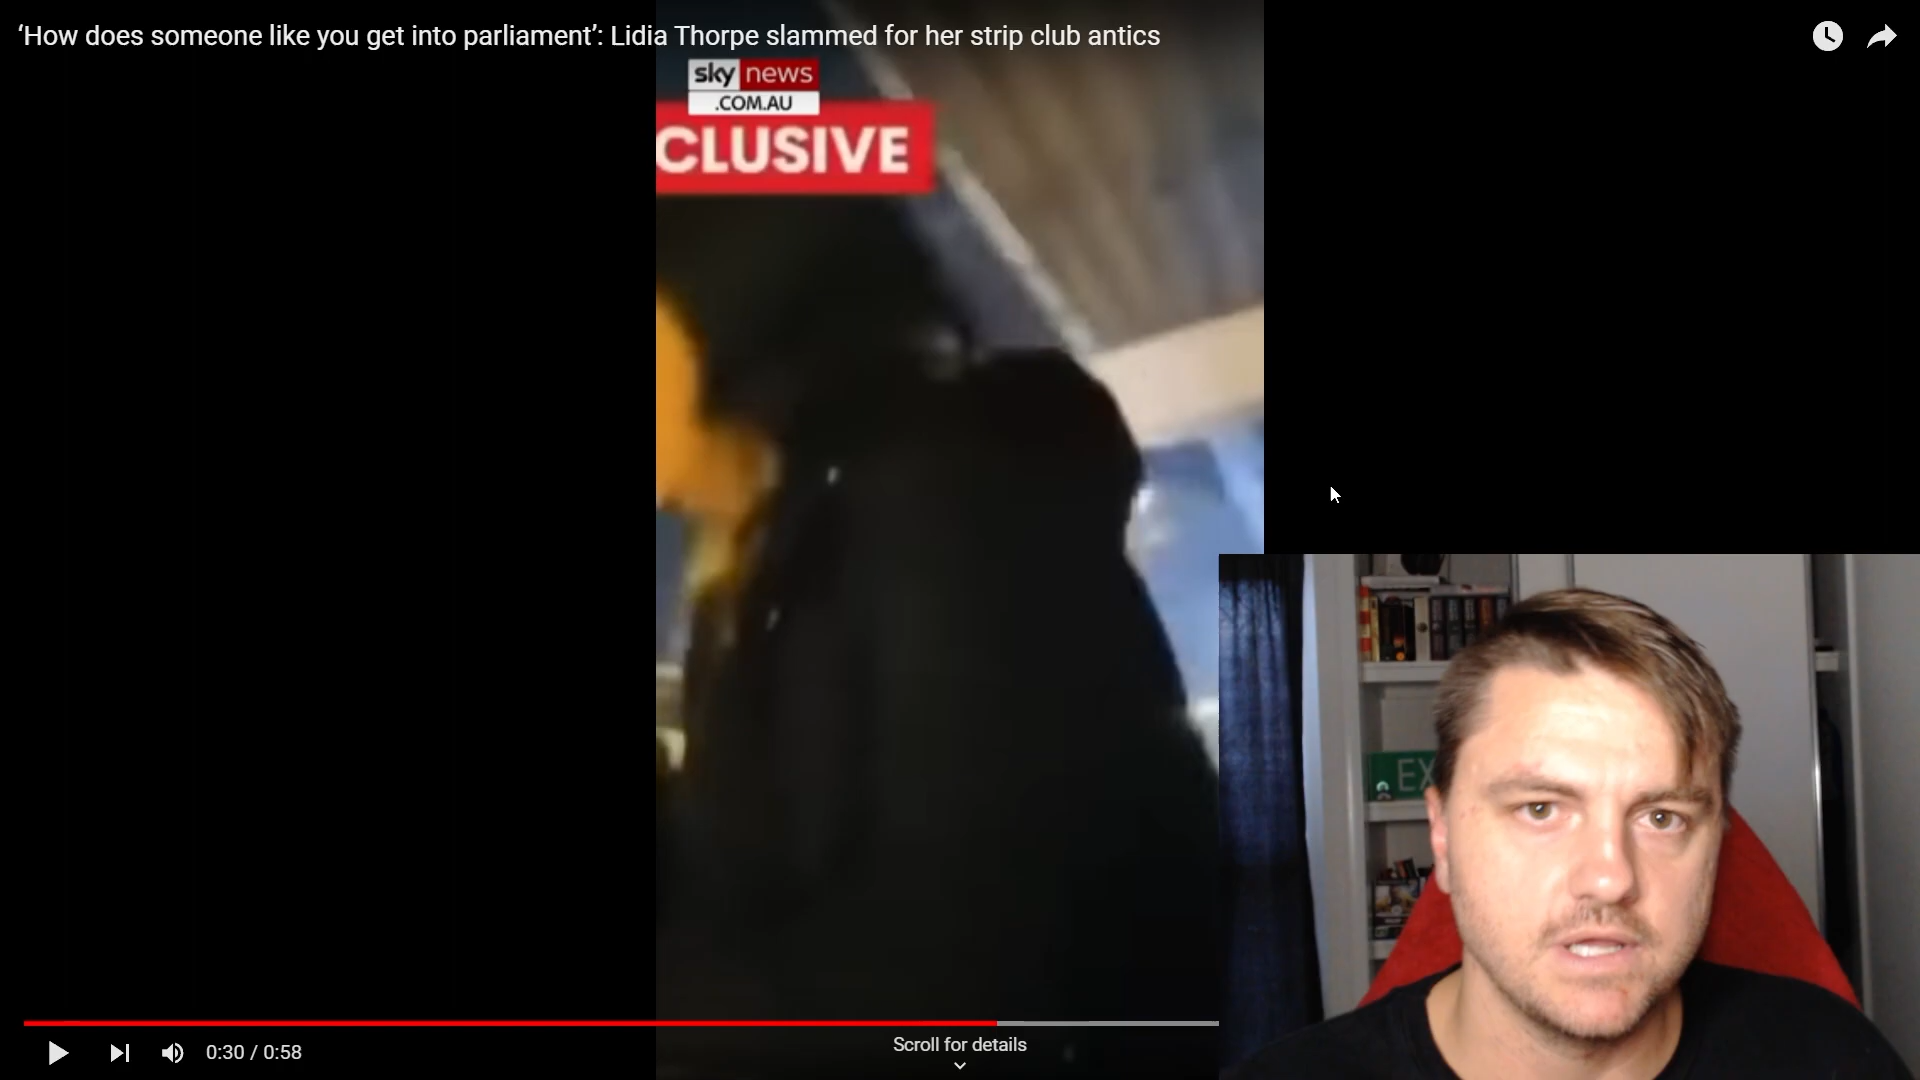 ‘How does someone like you get into parliament’: Lidia Thorpe slammed for her strip club antics
sky news
.COM.AU
CLUSIVE
EX
0:30 / 0:58
Scroll for details